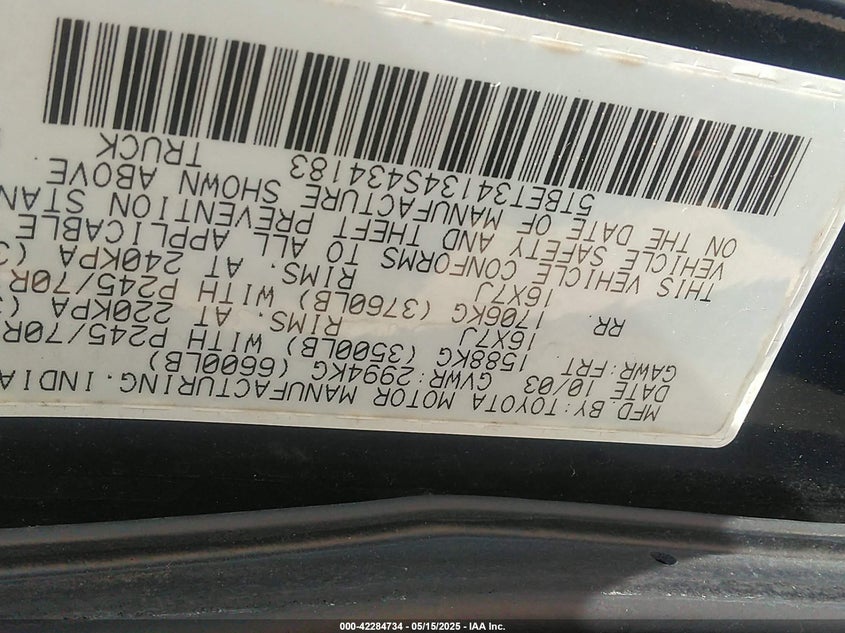 MFD BY:TOYOTA MOTOR MANUFACTURING.INDIA
DATE 10/03 GVWR:2994KG (6600LB)
GAWR:FRT 1588KG (3500LB) WITH P245/70R
16X7J RIMS. AT 220KPA (3
RR 1706KG (3760LB) WITH P245/70R
16X7J RIMS. AT 240KPA (3
THIS VEHICLE CONFORMS TO ALL APPLICABLE
VEHICLE SAFETY AND THEFT PREVENTION STAN
ON THE DATE OF MANUFACTURE SHOWN ABOVE
5TBET34134S434183 TRUCK
000-42284734 - 05/15/2025 - IAA Inc.